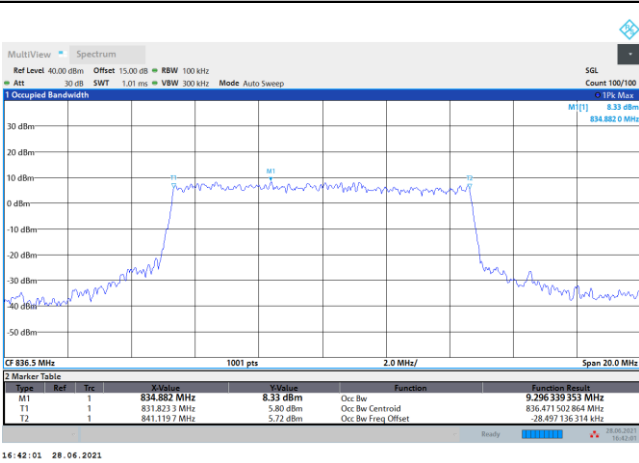 MultiView Spectrum
Ref Level 40.00 dBm Offset 15.00 dB RBW 100 kHz SGL
Att 30 dB SWT 1.01 ms VBW 300 kHz Mode Auto Sweep Count 100/100
1 Occupied Bandwidth 1Pk Max
M1[1] 8.33 dBm
834.882 0 MHz
30 dBm
20 dBm
T1 M1 T2
10 dBm
0 dBm
-10 dBm
-20 dBm
-30 dBm
-40 dBm
-50 dBm
CF 836.5 MHz 1001 pts 2.0 MHz/ Span 20.0 MHz
2 Marker Table
Type Ref Trc X-Value Y-Value Function Function Result
M1 1 834.882 MHz 8.33 dBm Occ Bw 9.296 339 353 MHz
T1 1 831.823 3 MHz 5.80 dBm Occ Bw Centroid 836.471 502 864 MHz
T2 1 841.119 7 MHz 5.72 dBm Occ Bw Freq Offset -28.497 136 314 kHz
Ready 28.06.2021
16:42:01
16:42:01 28.06.2021